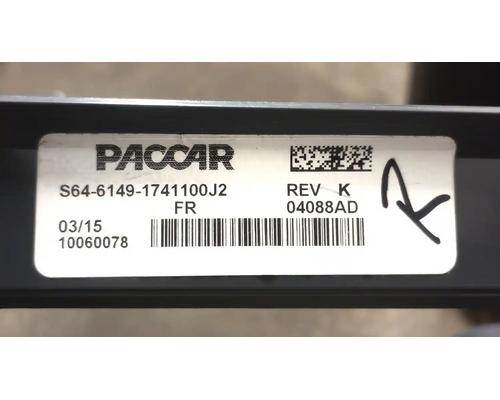 PACCAR
S64-6149-1741100J2 REV K
FR 04088AD
03/15
10060078
R